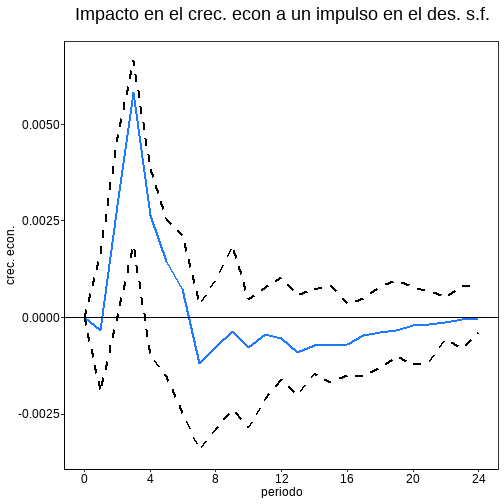 Impacto en el crec. econ a un impulso en el des. s.f.
crec. econ.
0.0050
0.0025
0.0000
-0.0025
0 4 8 12 16 20 24
periodo